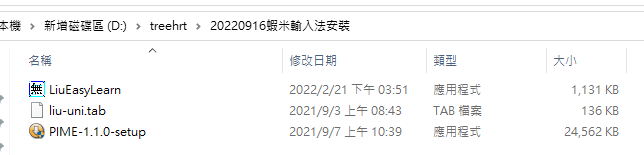 本機 › 新增磁碟區 (D:) › treehrt › 20220916蝦米輸入法安裝
名稱 修改日期 類型 大小
無 LiuEasyLearn 2022/2/21 下午 03:51 應用程式 1,131 KB
liu-uni.tab 2021/9/3 上午 08:43 TAB 檔案 136 KB
PIME-1.1.0-setup 2021/9/7 上午 10:39 應用程式 24,562 KB